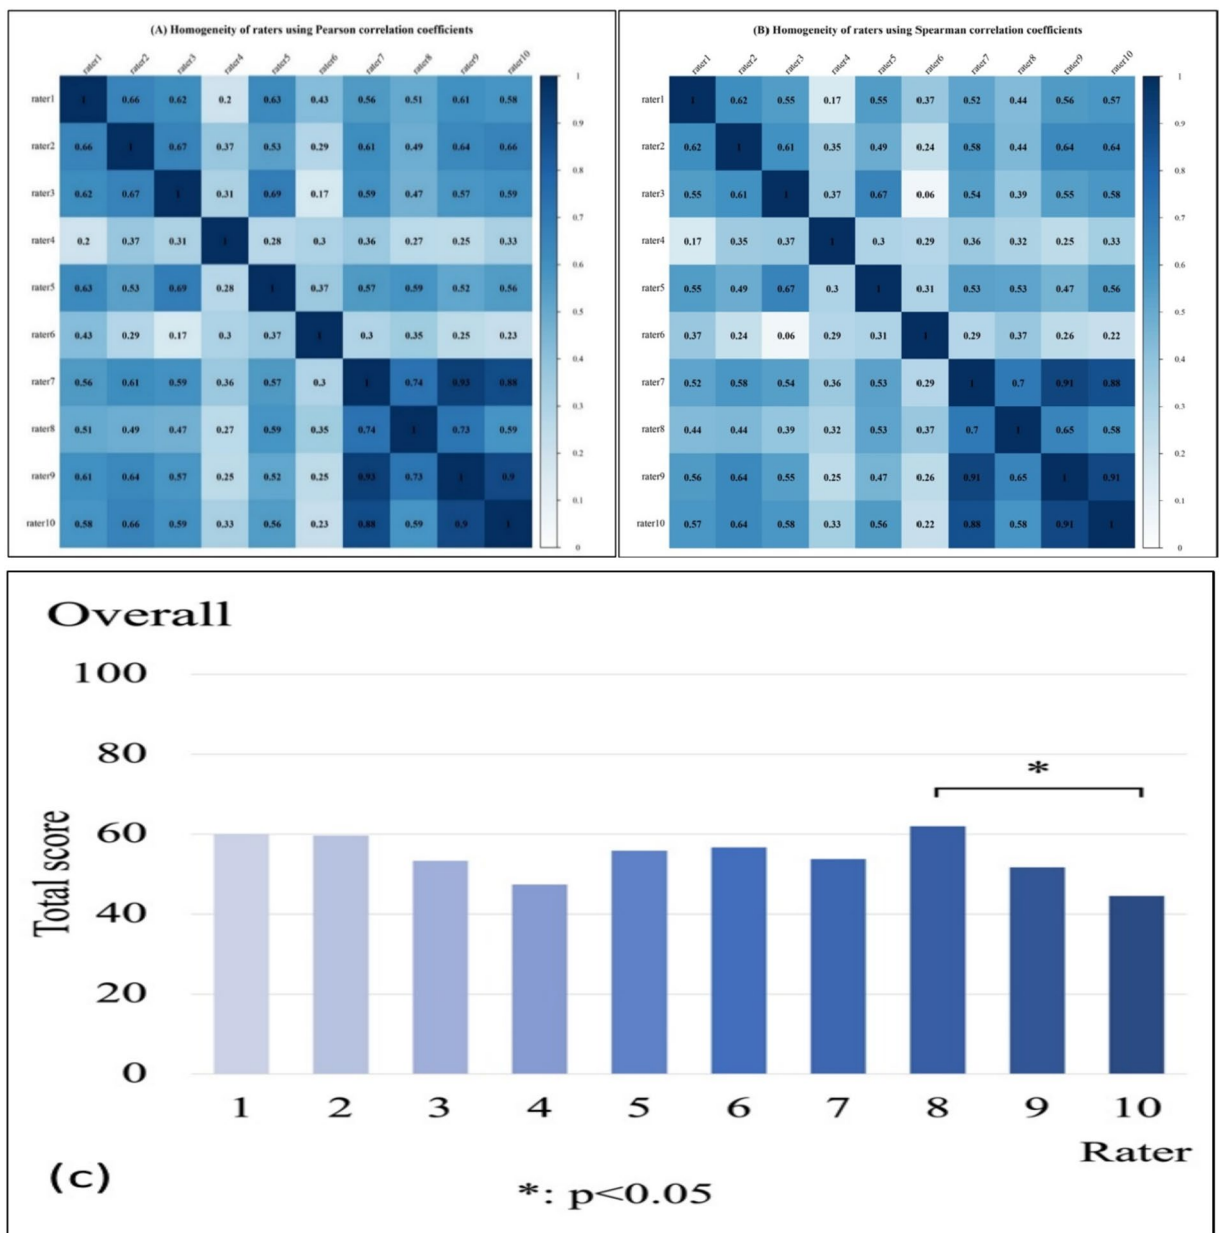 (A) Homogeneity of raters using Pearson correlation coefficients
rater1 rater2 rater3 rater4 rater5 rater6 rater7 rater8 rater9 rater10
rater1 1 0.66 0.62 0.2 0.63 0.43 0.56 0.51 0.61 0.58
rater2 0.66 1 0.67 0.37 0.53 0.29 0.61 0.49 0.64 0.66
rater3 0.62 0.67 1 0.31 0.69 0.17 0.59 0.47 0.57 0.59
rater4 0.2 0.37 0.31 1 0.28 0.3 0.36 0.27 0.25 0.33
rater5 0.63 0.53 0.69 0.28 1 0.37 0.57 0.59 0.52 0.56
rater6 0.43 0.29 0.17 0.3 0.37 1 0.3 0.35 0.25 0.23
rater7 0.56 0.61 0.59 0.36 0.57 0.3 1 0.74 0.93 0.88
rater8 0.51 0.49 0.47 0.27 0.59 0.35 0.74 1 0.73 0.59
rater9 0.61 0.64 0.57 0.25 0.52 0.25 0.93 0.73 1 0.9
rater10 0.58 0.66 0.59 0.33 0.56 0.23 0.88 0.59 0.9 1
1
0.9
0.8
0.7
0.6
0.5
0.4
0.3
0.2
0.1
0
(B) Homogeneity of raters using Spearman correlation coefficients
rater1 rater2 rater3 rater4 rater5 rater6 rater7 rater8 rater9 rater10
rater1 1 0.62 0.55 0.17 0.55 0.37 0.52 0.44 0.56 0.57
rater2 0.62 1 0.61 0.35 0.49 0.24 0.58 0.44 0.64 0.64
rater3 0.55 0.61 1 0.37 0.67 0.06 0.54 0.39 0.55 0.58
rater4 0.17 0.35 0.37 1 0.3 0.29 0.36 0.32 0.25 0.33
rater5 0.55 0.49 0.67 0.3 1 0.31 0.53 0.53 0.47 0.56
rater6 0.37 0.24 0.06 0.29 0.31 1 0.29 0.37 0.26 0.22
rater7 0.52 0.58 0.54 0.36 0.53 0.29 1 0.7 0.91 0.88
rater8 0.44 0.44 0.39 0.32 0.53 0.37 0.7 1 0.65 0.58
rater9 0.56 0.64 0.55 0.25 0.47 0.26 0.91 0.65 1 0.91
rater10 0.57 0.64 0.58 0.33 0.56 0.22 0.88 0.58 0.91 1
1
0.9
0.8
0.7
0.6
0.5
0.4
0.3
0.2
0.1
0
Overall
100
80
60
40
20
0
Total score
*
1 2 3 4 5 6 7 8 9 10
Rater
(c)
*: p<0.05